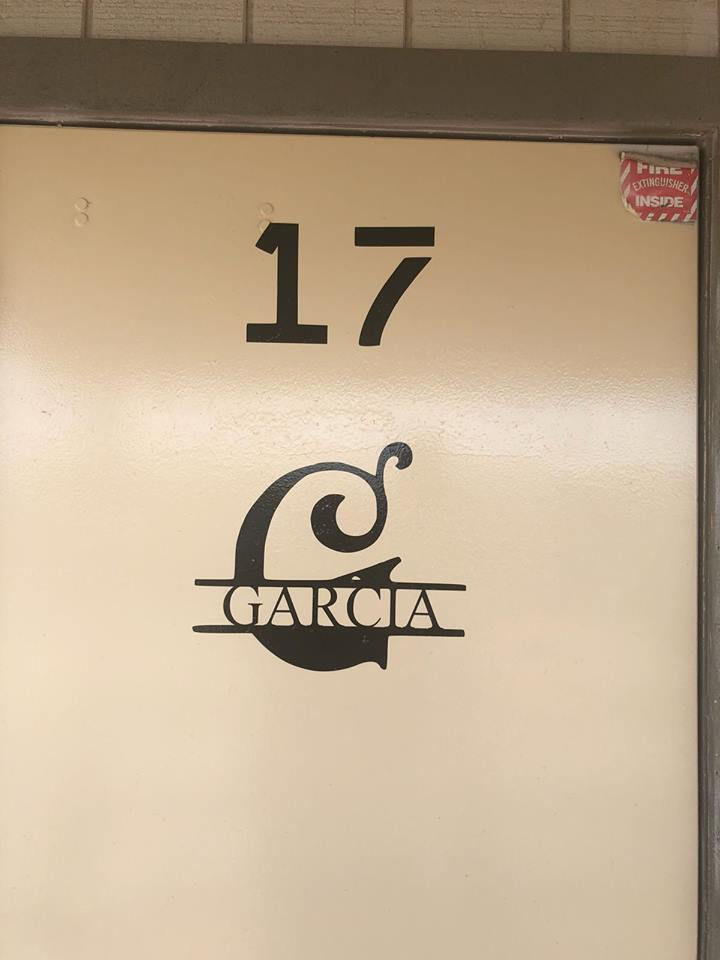 FIRE
EXTINGUISHER
INSIDE
17
G
GARCIA